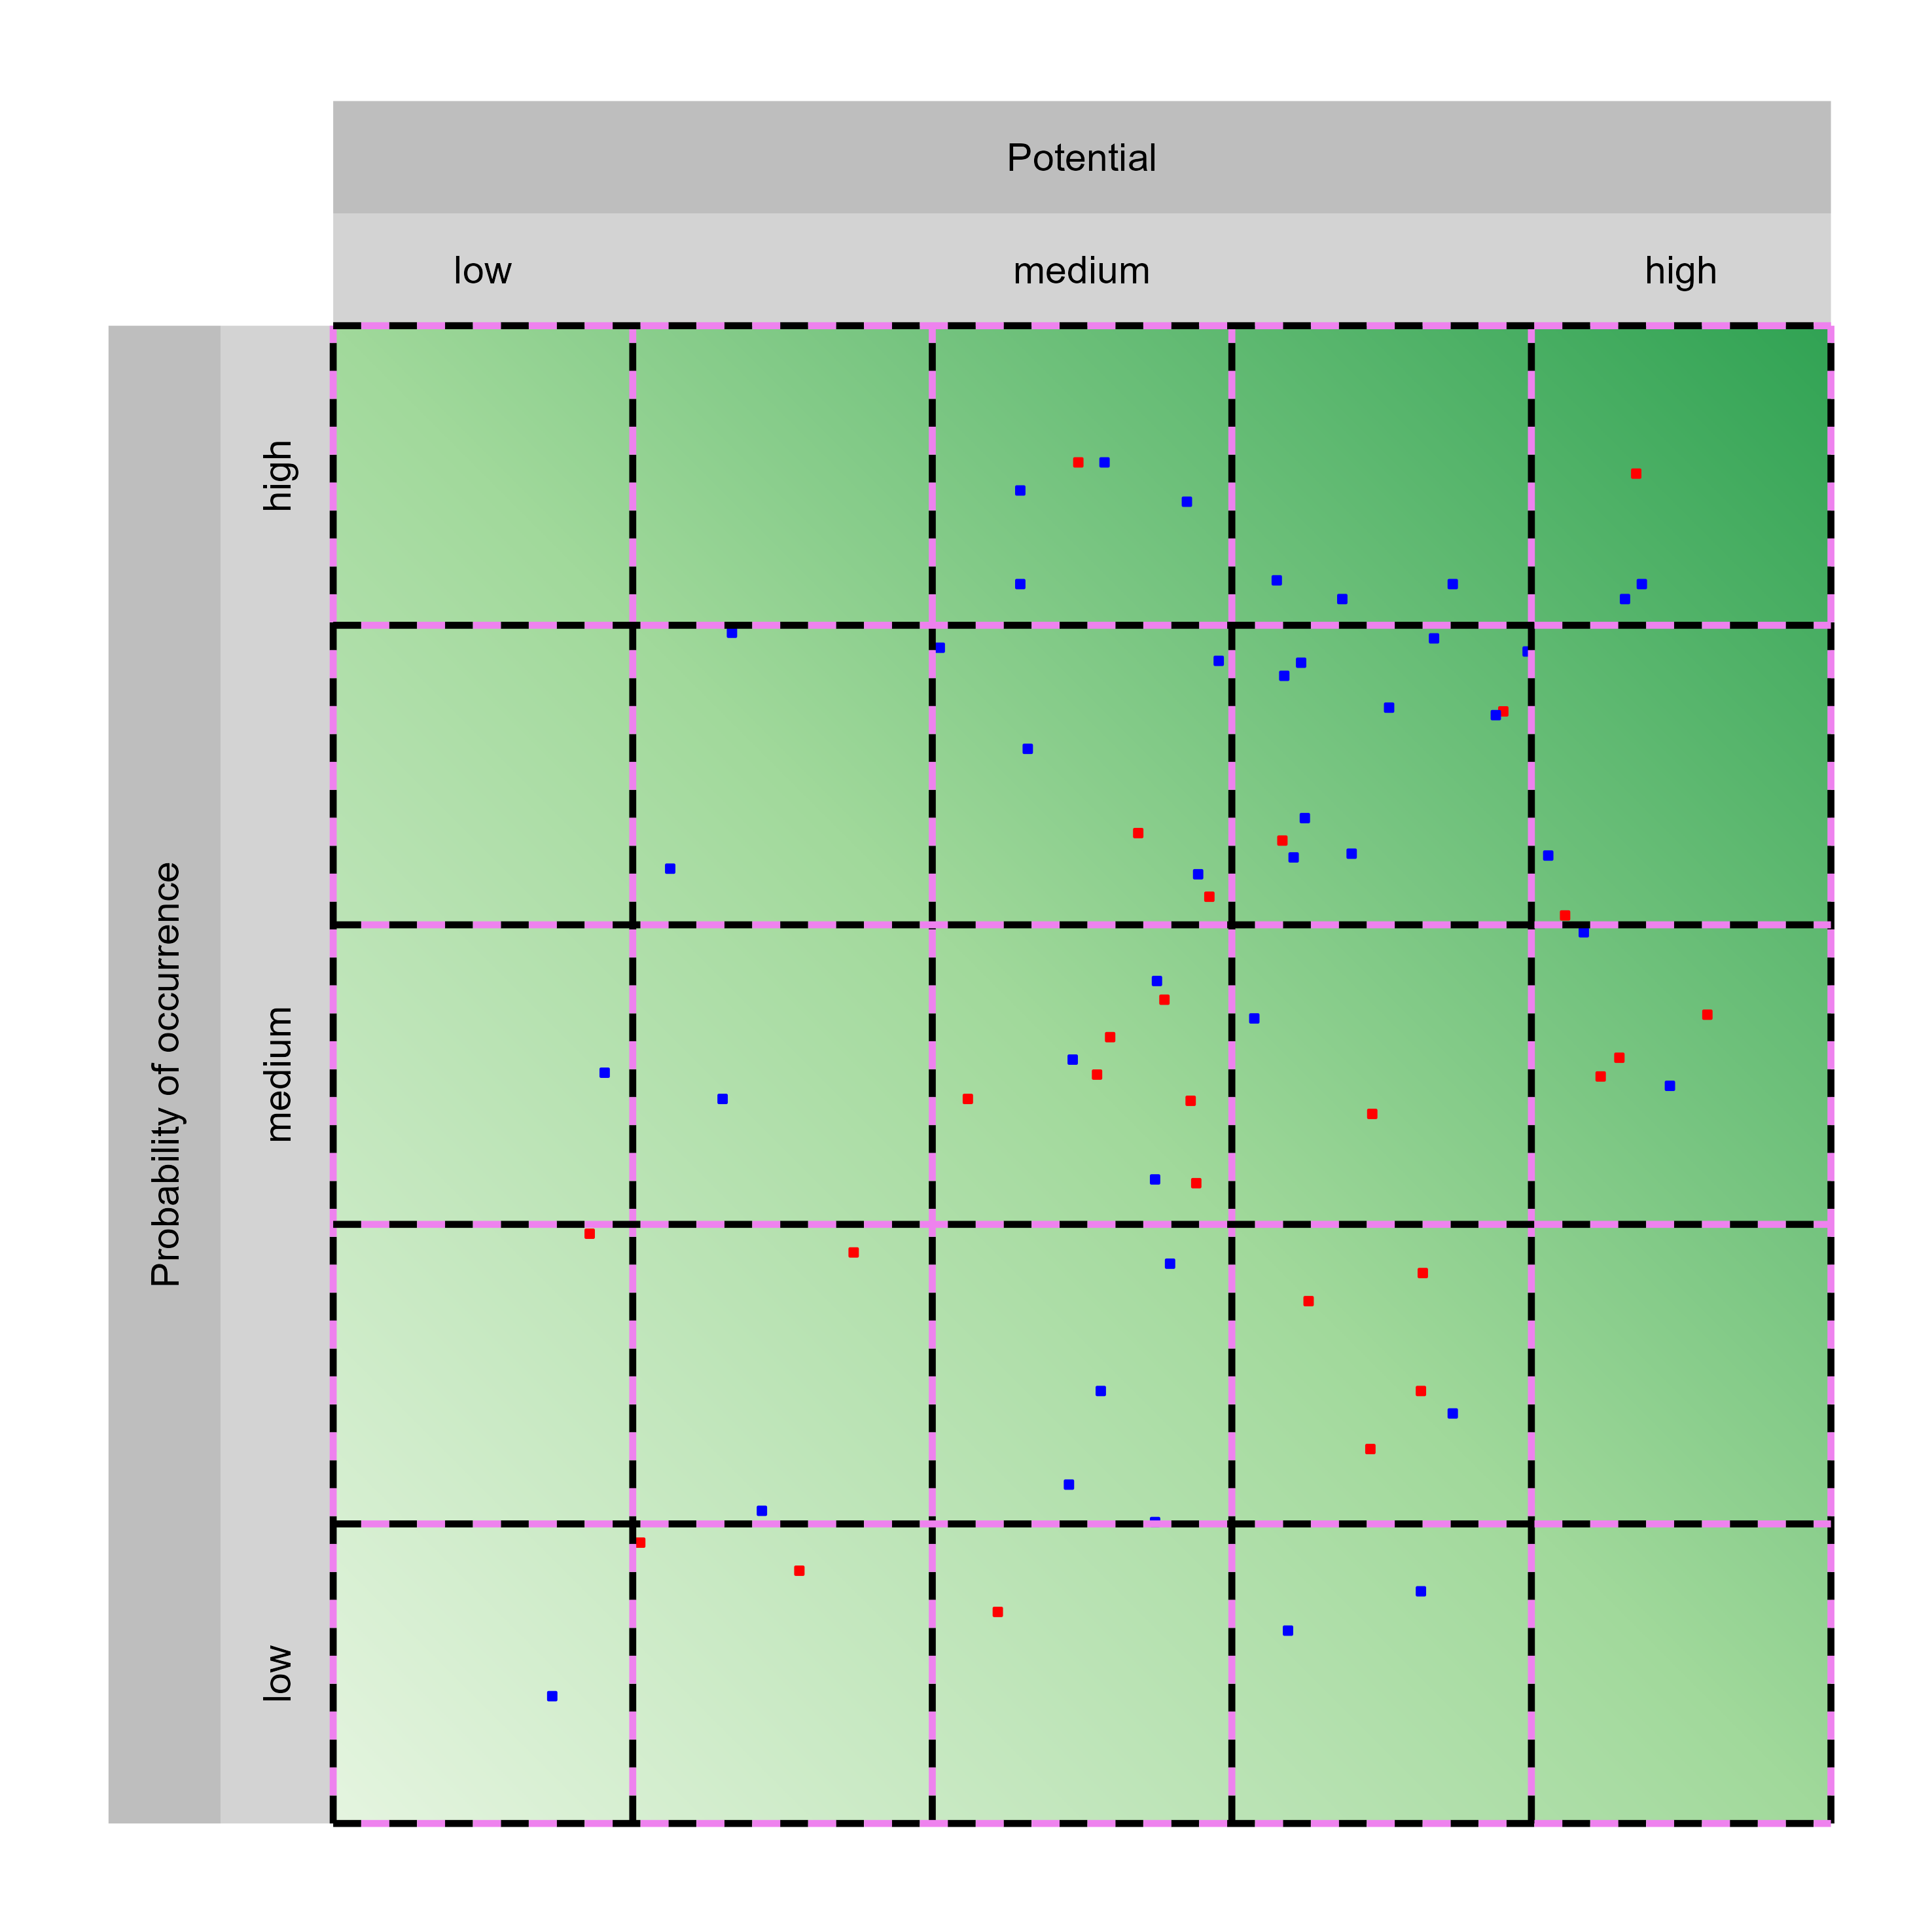 Potential
low
medium
high
Probability of occurrence
high
medium
low